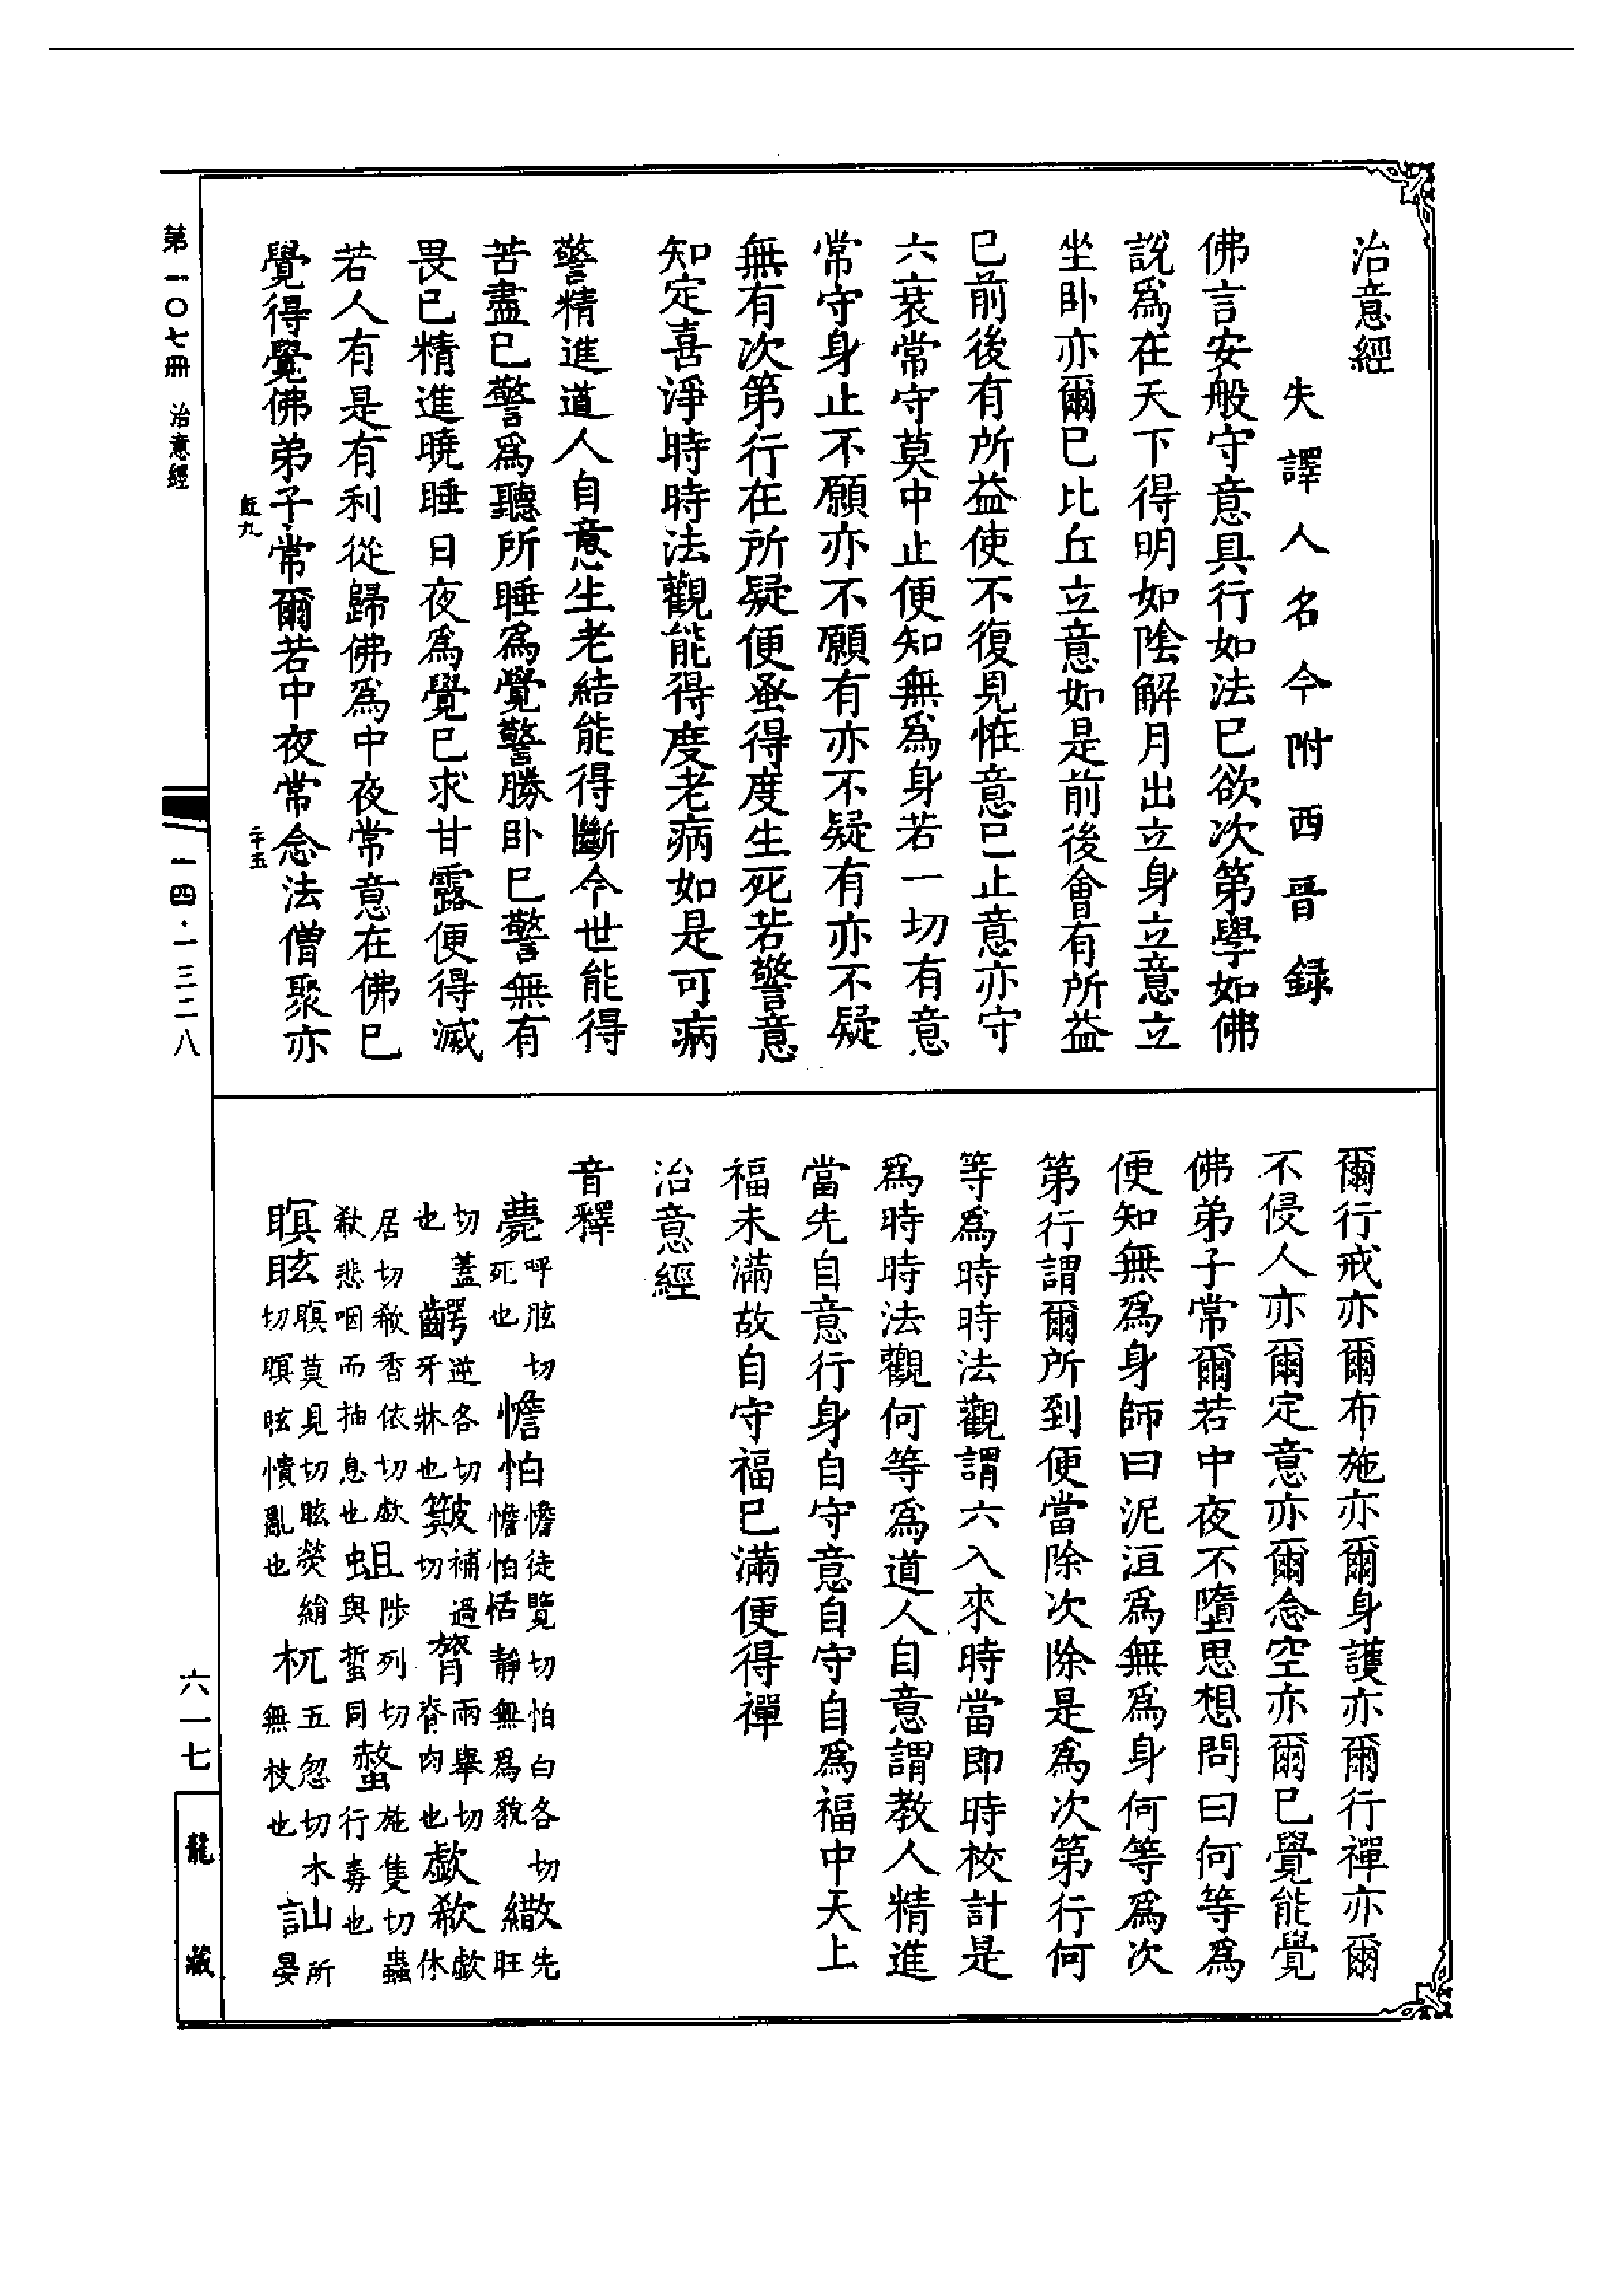 治意經
失譯人名今附西晉録
佛言安般守意具行如法已欲次第學如佛
説爲在天下得明如陰解月出立身立意立
坐卧亦爾已比丘立意如是前後會有所益
已前後有所益使不復見恠意已止意亦守
六衰常守莫中止便知無爲身若一切有意
常守身止不願亦不願有亦不疑有亦不疑
無有次第行在所疑便蚤得度生死若警意
知定喜淨時時法觀能得度老病如是可病
警精進道人自意生老結能得斷今世能得
苦盡已警爲聽所睡爲覺警勝卧已警無有
畏已精進曉睡日夜爲覺已求甘露便得滅
若人有是有利從歸佛爲中夜常意在佛已
覺得覺佛弟子常爾若中夜常念法僧聚亦
爾行戒亦爾布施亦爾身護亦爾行禪亦爾
不侵人亦爾定意亦爾念空亦爾已覺能覺
佛弟子常爾若中夜不墮思想問曰何等爲
便知無爲身師曰泥洹爲無爲身何等爲次
第行謂爾所到便當除次除是爲次第行何
等爲時時法觀謂六入來時當即時校計是
爲時時法觀何等爲道人自意謂教人精進
當先自意行身自守意自守自爲福中天上
福未滿故自守福已滿便得禪
治意經
音釋
薨呼肱切死也 憺怕憺徒覽切怕白各切憺怕恬靜無爲貌 繖先旺
切蓋也 齶逆各切牙牀也 簸補過切 膂兩舉切脊肉也 歔欷歔休
居切欷香依切歔欷悲咽而抽息也 蛆陟列切與蜇同 螫施隻切蟲行毒也
瞑眩瞑莫見切眩熒絹切瞑眩憒亂也 杌五忽切木無枝也 訕所晏
第一〇七冊 治意經
一四·一三二八
六一七
龍藏
二十五